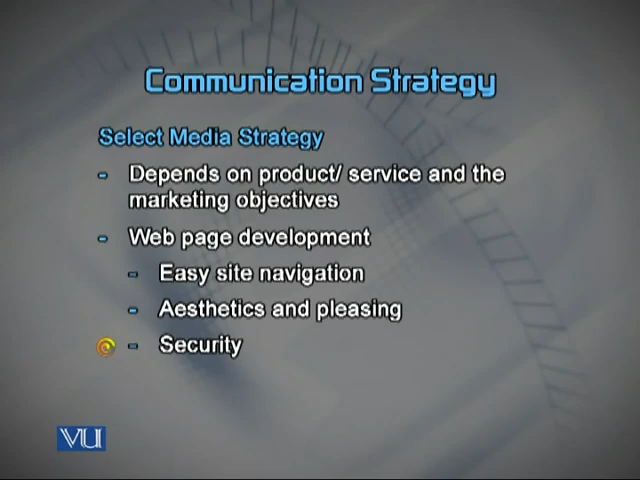 Communication Strategy
Select Media Strategy
- Depends on product/ service and the
marketing objectives
- Web page development
- Easy site navigation
- Aesthetics and pleasing
- Security
VU